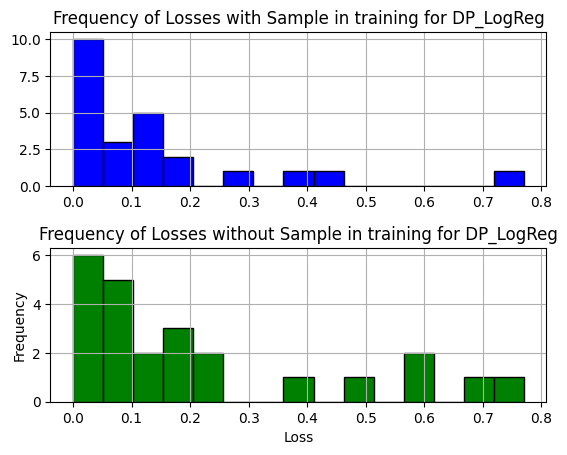 Frequency of Losses with Sample in training for DP_LogReg
10.0
7.5
5.0
2.5
0.0
0.0 0.1 0.2 0.3 0.4 0.5 0.6 0.7 0.8
Frequency of Losses without Sample in training for DP_LogReg
Frequency
6
4
2
0
0.0 0.1 0.2 0.3 0.4 0.5 0.6 0.7 0.8
Loss